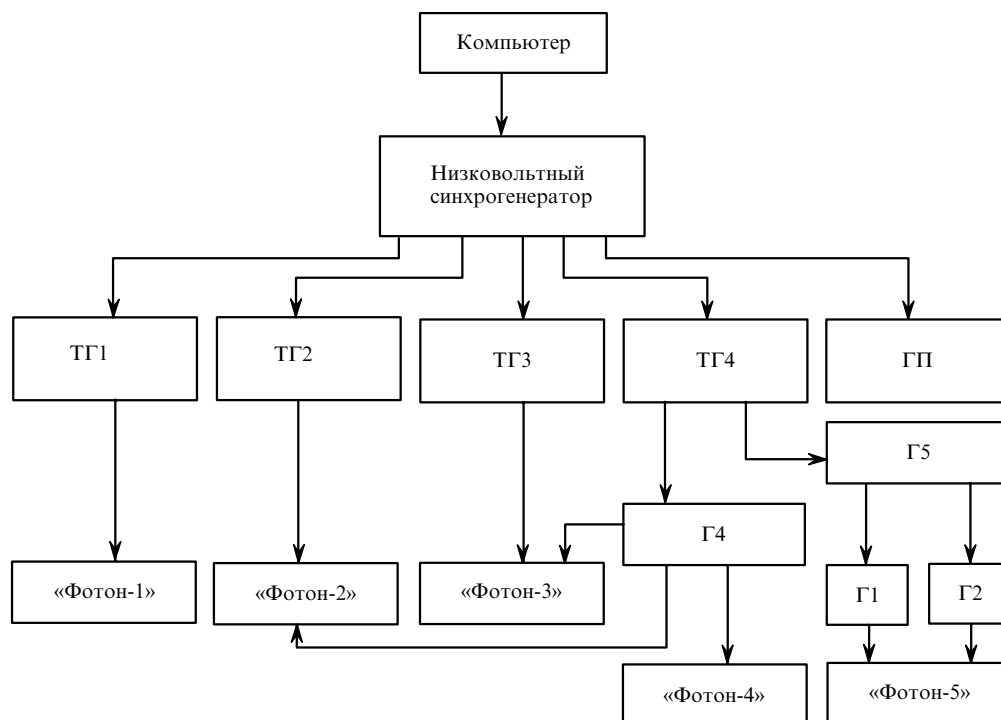 Компьютер
Низковольтный
синхрогенератор
ТГ1
ТГ2
ТГ3
ТГ4
ГП
Г5
Г4
«Фотон-1»
«Фотон-2»
«Фотон-3»
Г1
Г2
«Фотон-4»
«Фотон-5»